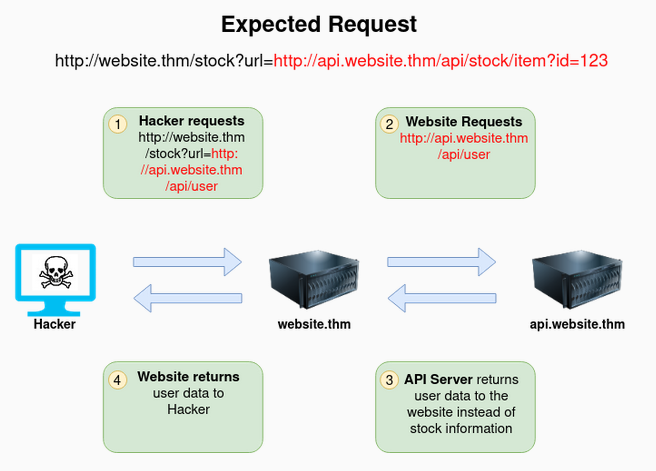 Expected Request
http://website.thm/stock?url=http://api.website.thm/api/stock/item?id=123
1
Hacker requests
http://website.thm
/stock?url=http:
//api.website.thm
/api/user
2
Website Requests
http://api.website.thm
/api/user
Hacker
website.thm
api.website.thm
4
Website returns
user data to
Hacker
3
API Server returns
user data to the
website instead of
stock information